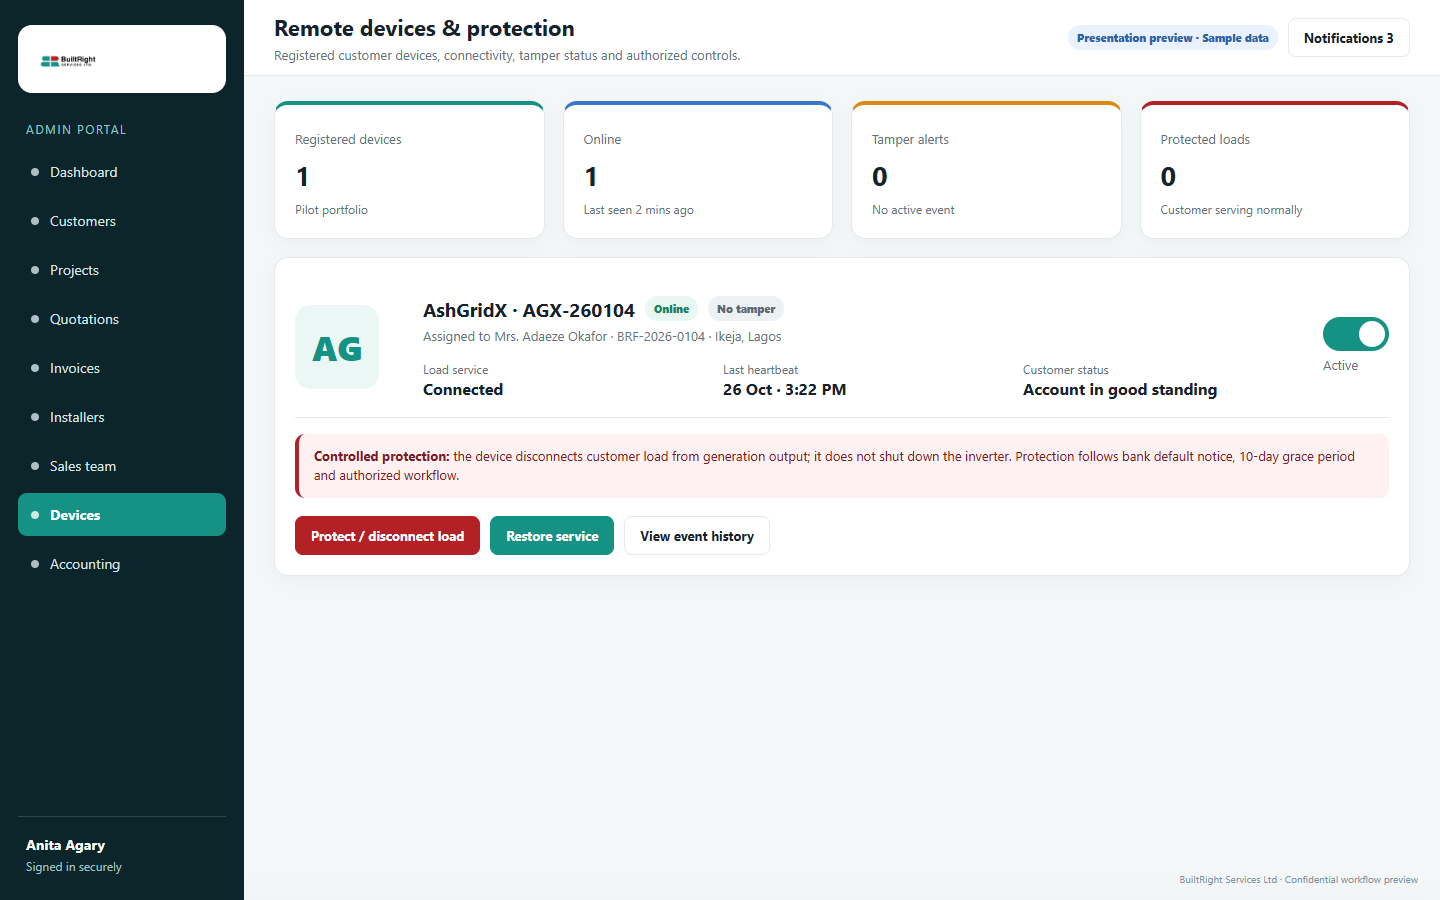 BuiltRight
SERVICES LTD
ADMIN PORTAL
Dashboard
Customers
Projects
Quotations
Invoices
Installers
Sales team
Devices
Accounting
Anita Agary
Signed in securely
Remote devices & protection
Registered customer devices, connectivity, tamper status and authorized controls.
Presentation preview · Sample data
Notifications 3
Registered devices
1
Pilot portfolio
Online
1
Last seen 2 mins ago
Tamper alerts
0
No active event
Protected loads
0
Customer serving normally
AG
AshGridX · AGX-260104
Online
No tamper
Assigned to Mrs. Adaeze Okafor · BRF-2026-0104 · Ikeja, Lagos
Load service
Connected
Last heartbeat
26 Oct · 3:22 PM
Customer status
Account in good standing
Active
Controlled protection: the device disconnects customer load from generation output; it does not shut down the inverter. Protection follows bank default notice, 10-day grace period
and authorized workflow.
Protect / disconnect load
Restore service
View event history
BuiltRight Services Ltd · Confidential workflow preview